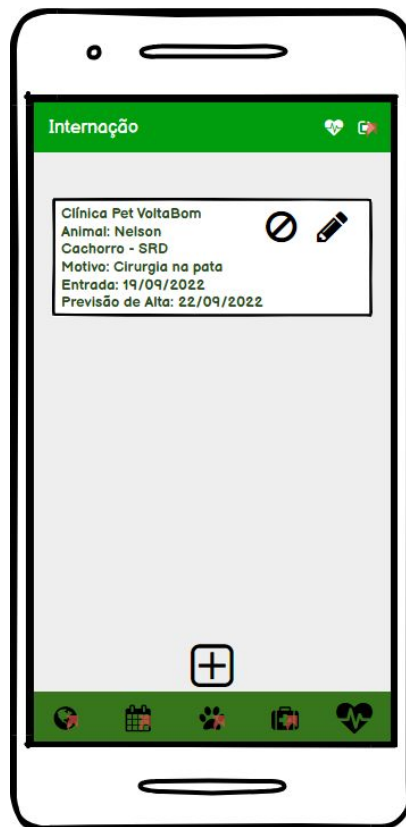 Internação
Clínica Pet VoltaBom
Animal: Nelson
Cachorro - SRD
Motivo: Cirurgia na pata
Entrada: 19/09/2022
Previsão de Alta: 22/09/2022